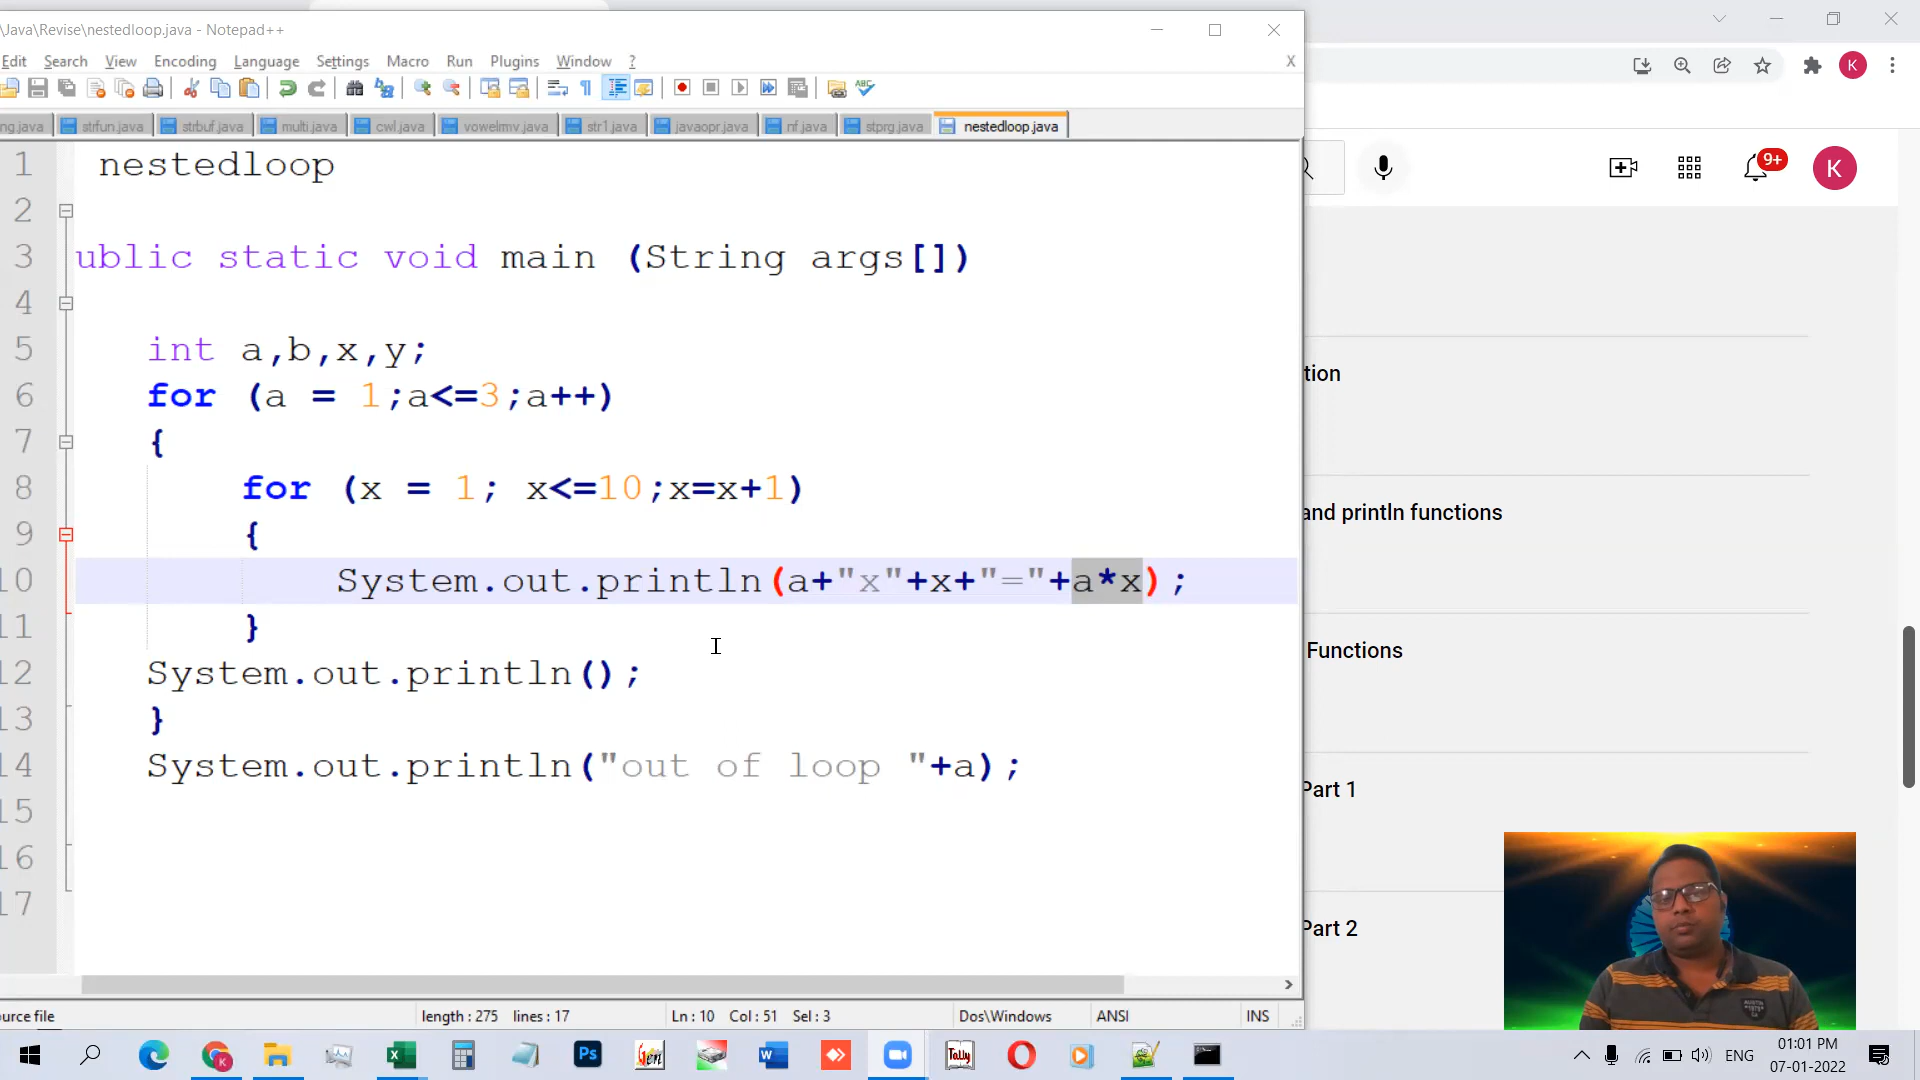 \Java\Revise\nestedloop.java - Notepad++
Edit Search View Encoding Language Settings Macro Run Plugins Window ? X
ng.java strfun.java strbuf.java multi.java cwl.java vowelrmv.java str1.java javaopr.java nf.java stprg.java nestedloop.java
1 nestedloop
2
3 ublic static void main (String args[])
4
5 int a,b,x,y;
6 for (a = 1;a<=3;a++)
7 {
8 for (x = 1; x<=10;x=x+1)
9 {
10 System.out.println(a+"x"+x+"="+a*x);
11 }
12 System.out.println();
13 }
14 System.out.println("out of loop "+a);
15
16
17
ource file length : 275 lines : 17 Ln : 10 Col : 51 Sel : 3 Dos\Windows ANSI INS
K
9+
K
tion
and println functions
Functions
Part 1
Part 2
Ps
Gen
Tally
ENG
01:01 PM
07-01-2022